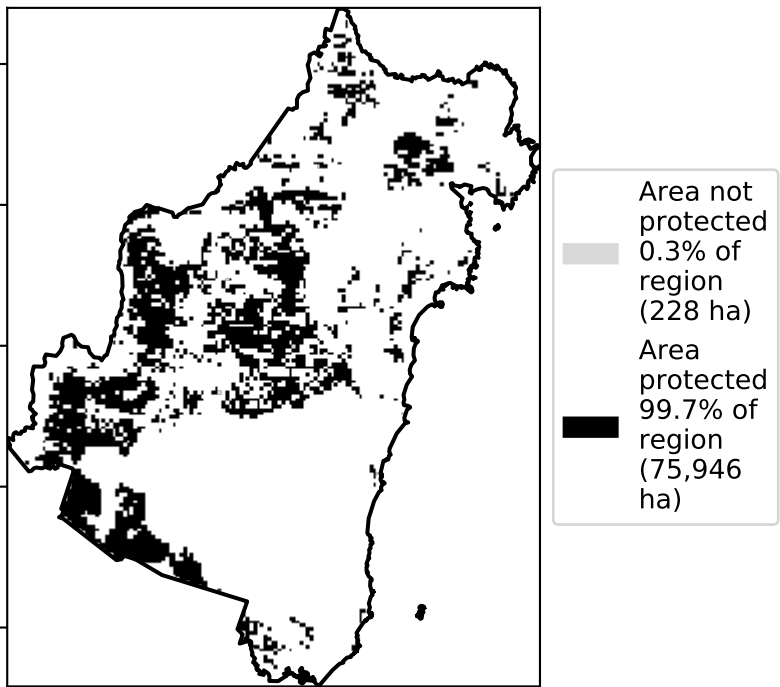 Area not
protected
0.3% of
region
(228 ha)
Area
protected
99.7% of
region
(75,946
ha)